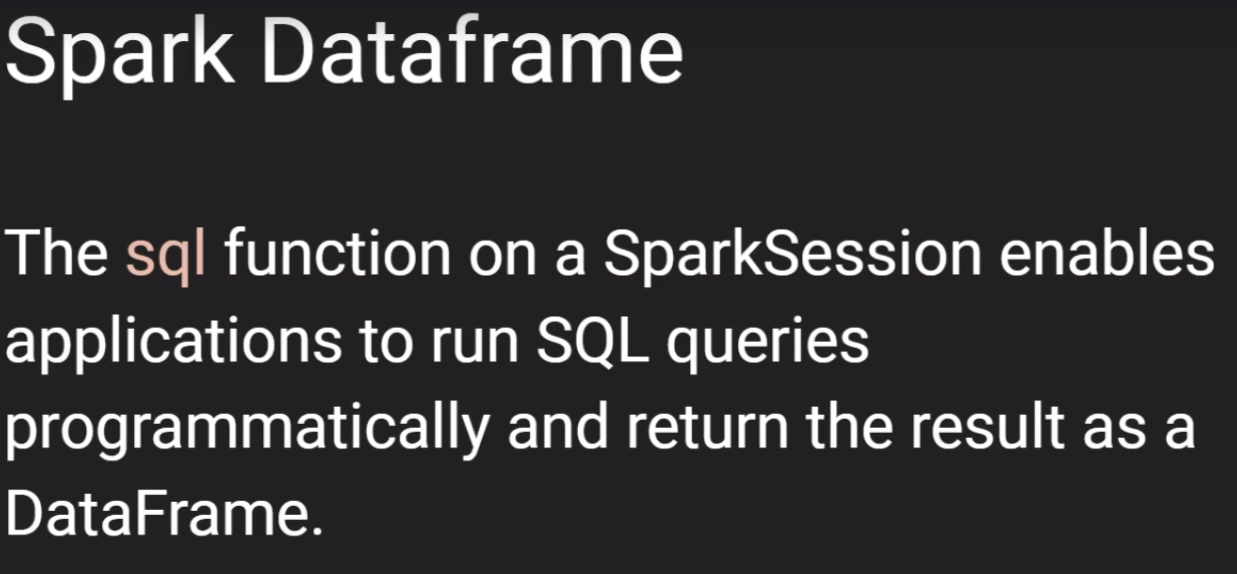 Spark Dataframe
The sql function on a SparkSession enables
applications to run SQL queries
programmatically and return the result as a
DataFrame.